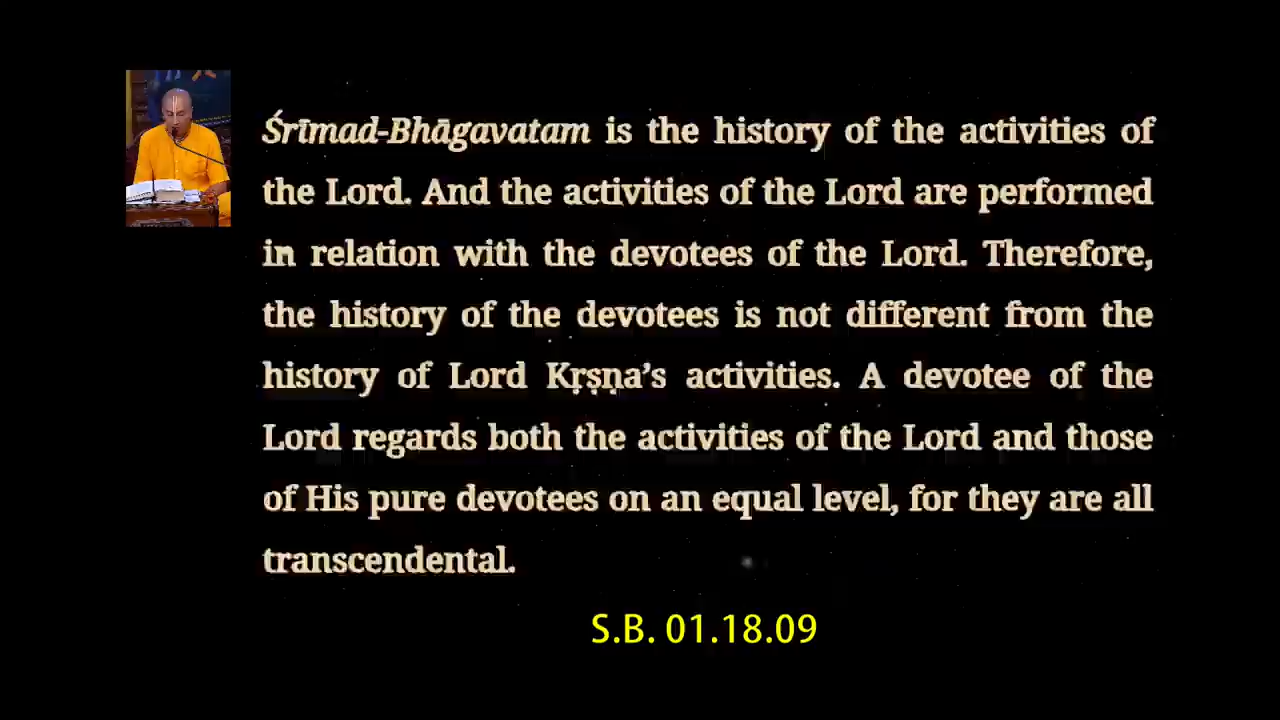 Śrīmad-Bhāgavatam is the history of the activities of
the Lord. And the activities of the Lord are performed
in relation with the devotees of the Lord. Therefore,
the history of the devotees is not different from the
history of Lord Kṛṣṇa’s activities. A devotee of the
Lord regards both the activities of the Lord and those
of His pure devotees on an equal level, for they are all
transcendental.
S.B. 01.18.09